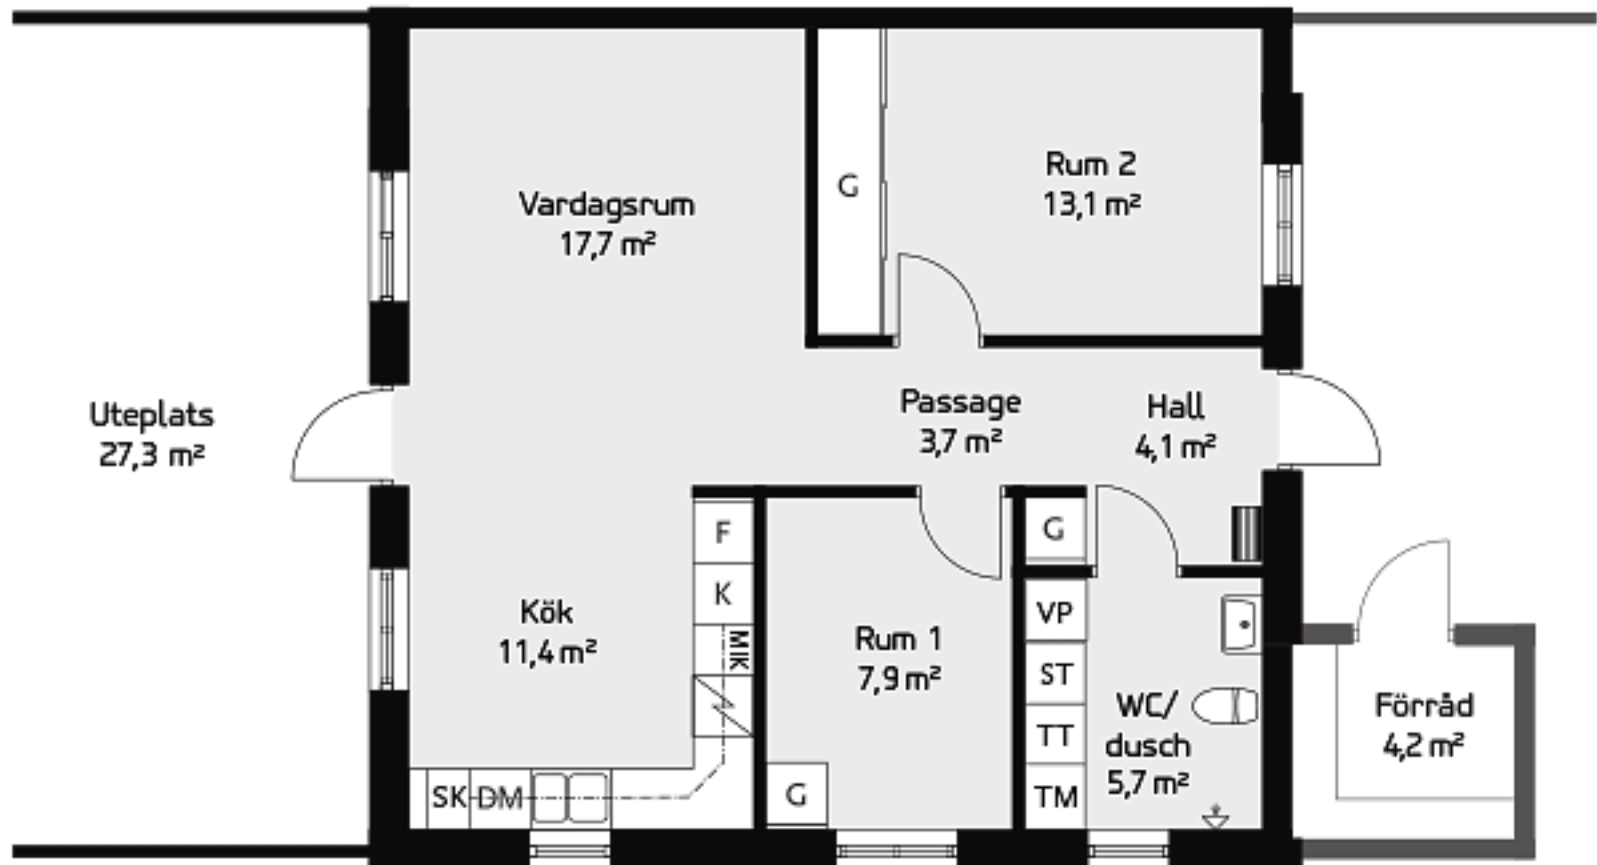 Vardagsrum
17,7 m²
G
Rum 2
13,1 m²
Uteplats
27,3 m²
Passage
3,7 m²
Hall
4,1 m²
F
K
MIK
Kök
11,4 m²
SK
DM
Rum 1
7,9 m²
G
G
VP
ST
TT
TM
WC/
dusch
5,7 m²
Förråd
4,2 m²